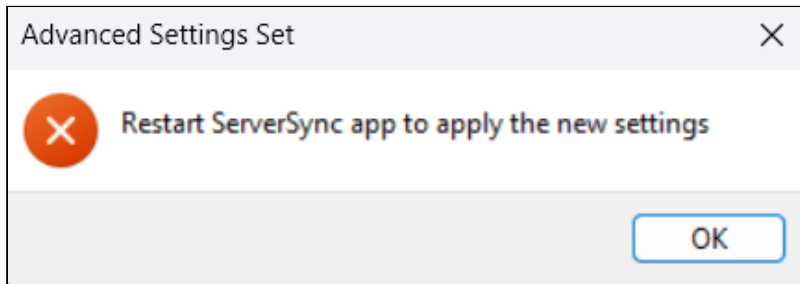 Advanced Settings Set
Restart ServerSync app to apply the new settings
OK